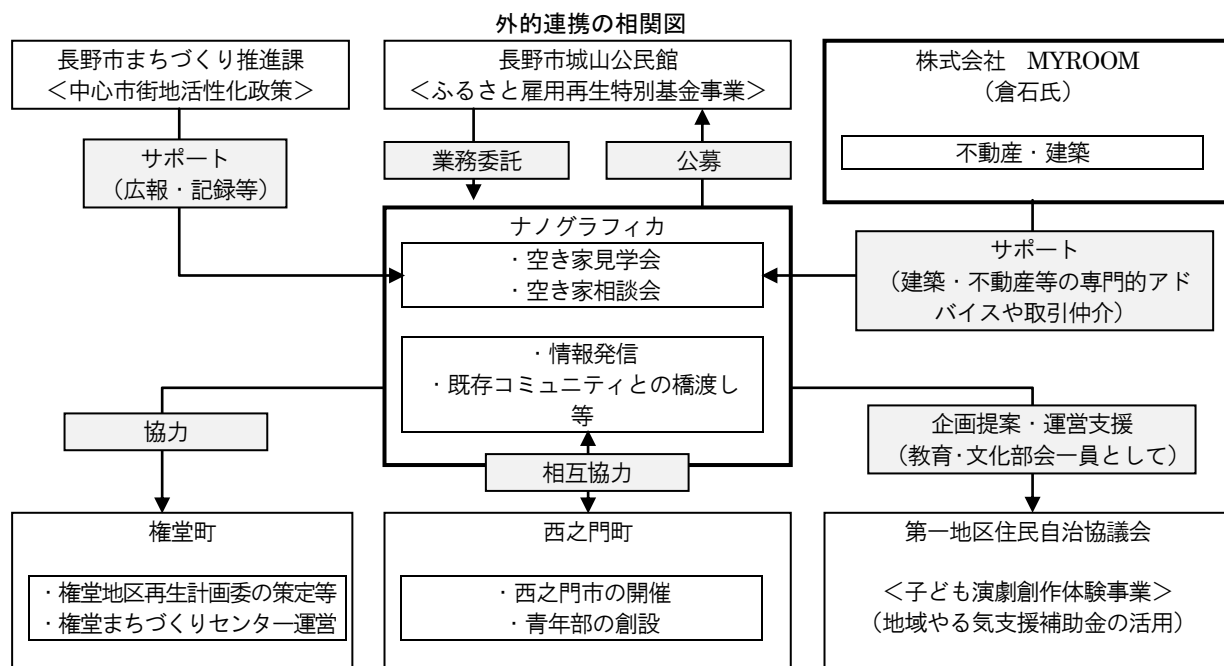 外的連携の相関図
長野市まちづくり推進課
＜中心市街地活性化政策＞
長野市城山公民館
＜ふるさと雇用再生特別基金事業＞
株式会社　MYROOM
（倉石氏）
不動産・建築
サポート
（広報・記録等）
業務委託
公募
ナノグラフィカ
・空き家見学会
・空き家相談会
サポート
（建築・不動産等の専門的アド
バイスや取引仲介）
・情報発信
・既存コミュニティとの橋渡し
等
協力
相互協力
企画提案・運営支援
（教育・文化部会一員として）
権堂町
・権堂地区再生計画委の策定等
・権堂まちづくりセンター運営
西之門町
・西之門市の開催
・青年部の創設
第一地区住民自治協議会
＜子ども演劇創作体験事業＞
（地域やる気支援補助金の活用）